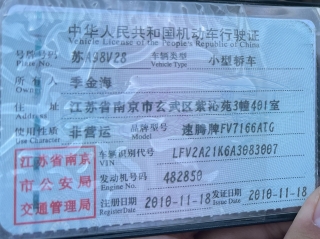 中华人民共和国机动车行驶证
Vehicle License of the People's Republic of China
号牌号码 苏A98V28 车辆类型 小型轿车
Plate No. Vehicle Type
所有人 季金海
Owner
住址 江苏省南京市玄武区紫裕苑3幢401室
Address
使用性质 非营运 品牌型号 速腾牌FV7166ATG
Use Character Model
江苏省南京市公安局交通管理局
车辆识别代号 LFV2A21K6A3083007
VIN
发动机号码 482850
Engine No.
注册日期 2010-11-18 发证日期 2010-11-18
Register Date Issue Date